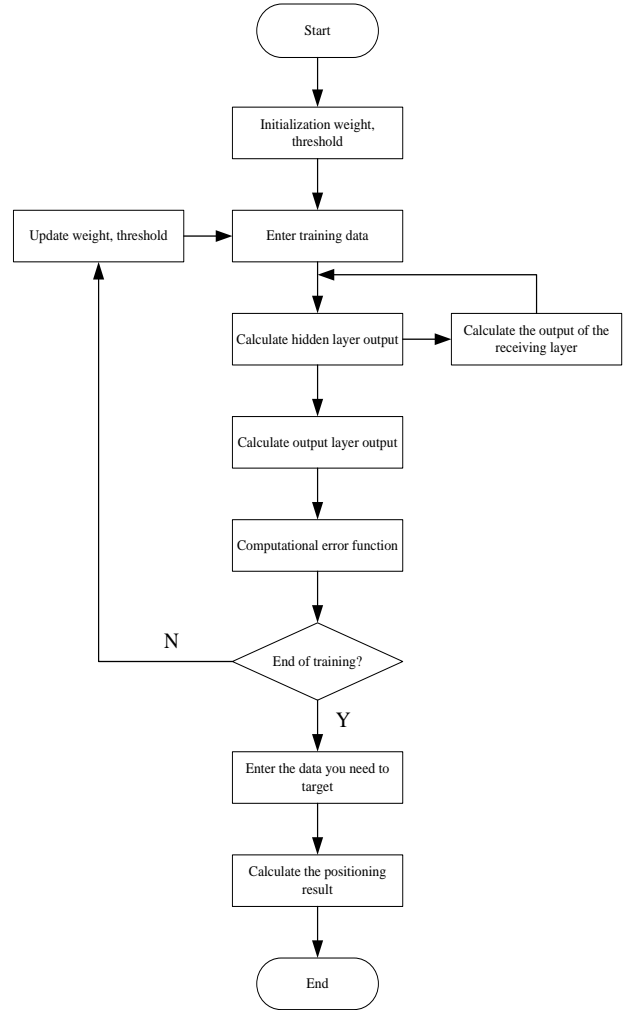 Start
Initialization weight,
threshold
Update weight, threshold
Enter training data
Calculate hidden layer output
Calculate the output of the
receiving layer
Calculate output layer output
Computational error function
N
End of training?
Y
Enter the data you need to
target
Calculate the positioning
result
End